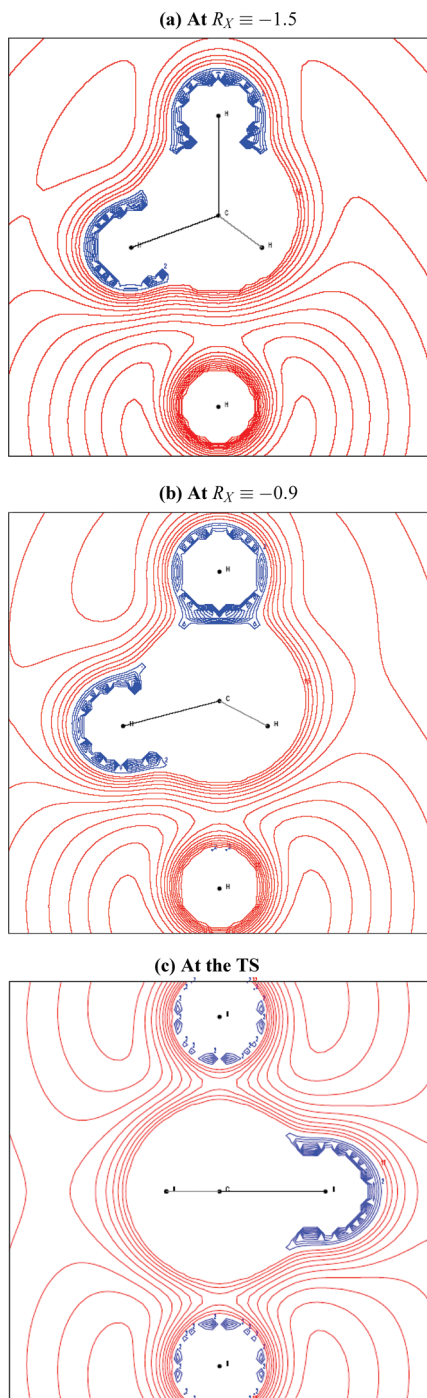 (a) At R_X ≡ −1.5
H
C
H
H
H
(b) At R_X ≡ −0.9
H
C
H
H
H
(c) At the TS
C